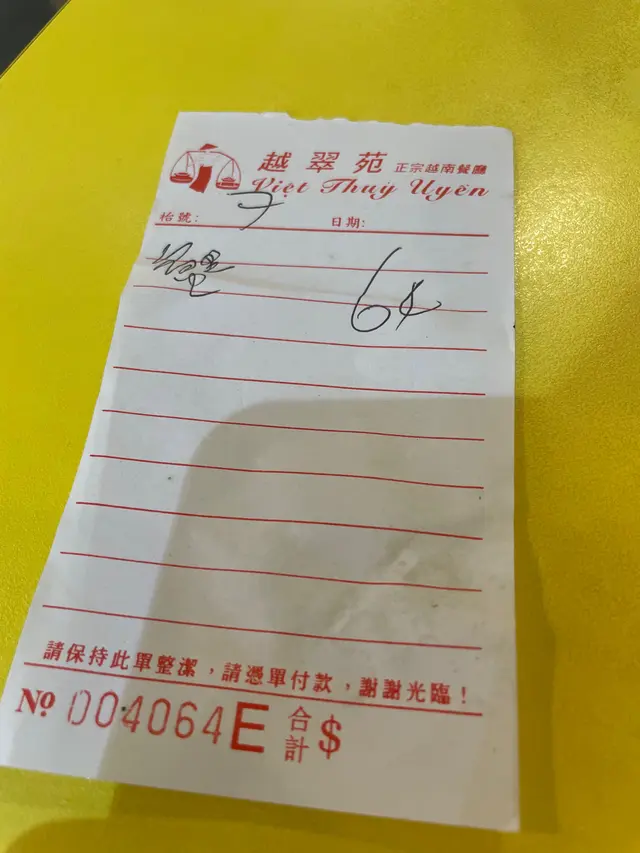 越翠苑 正宗越南餐廳
Việt Thuý Uyên
枱號: 7 日期:
64
請保持此單整潔，請憑單付款，謝謝光臨！
Nº 004064E 合計 $